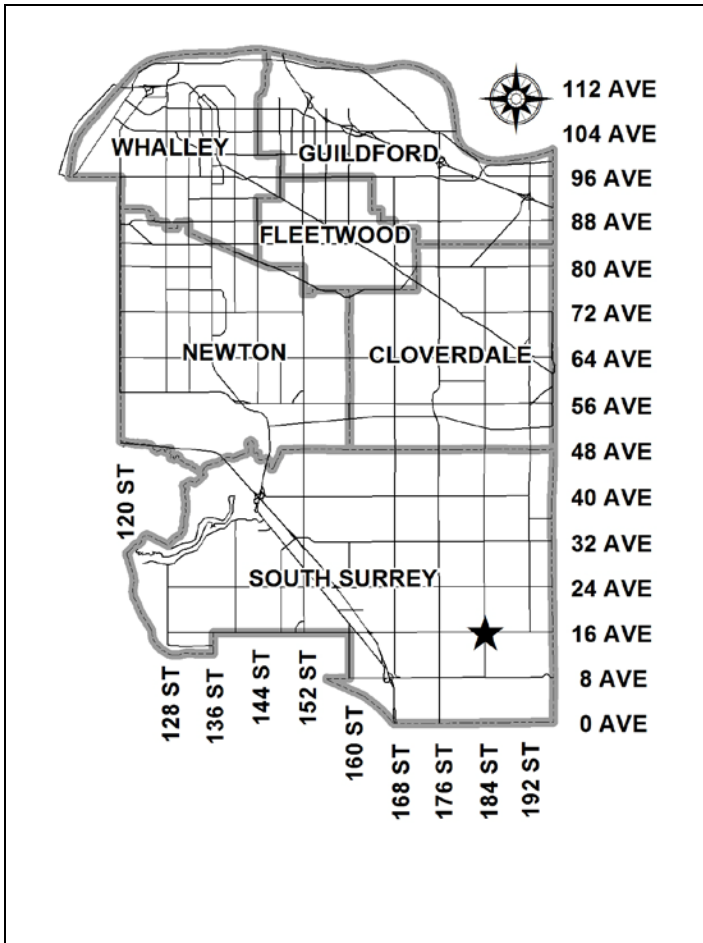 112 AVE
104 AVE
WHALLEY
GUILDFORD
96 AVE
88 AVE
FLEETWOOD
80 AVE
72 AVE
NEWTON
CLOVERDALE
64 AVE
56 AVE
48 AVE
120 ST
40 AVE
32 AVE
SOUTH SURREY
24 AVE
16 AVE
8 AVE
128 ST
136 ST
144 ST
152 ST
160 ST
0 AVE
168 ST
176 ST
184 ST
192 ST